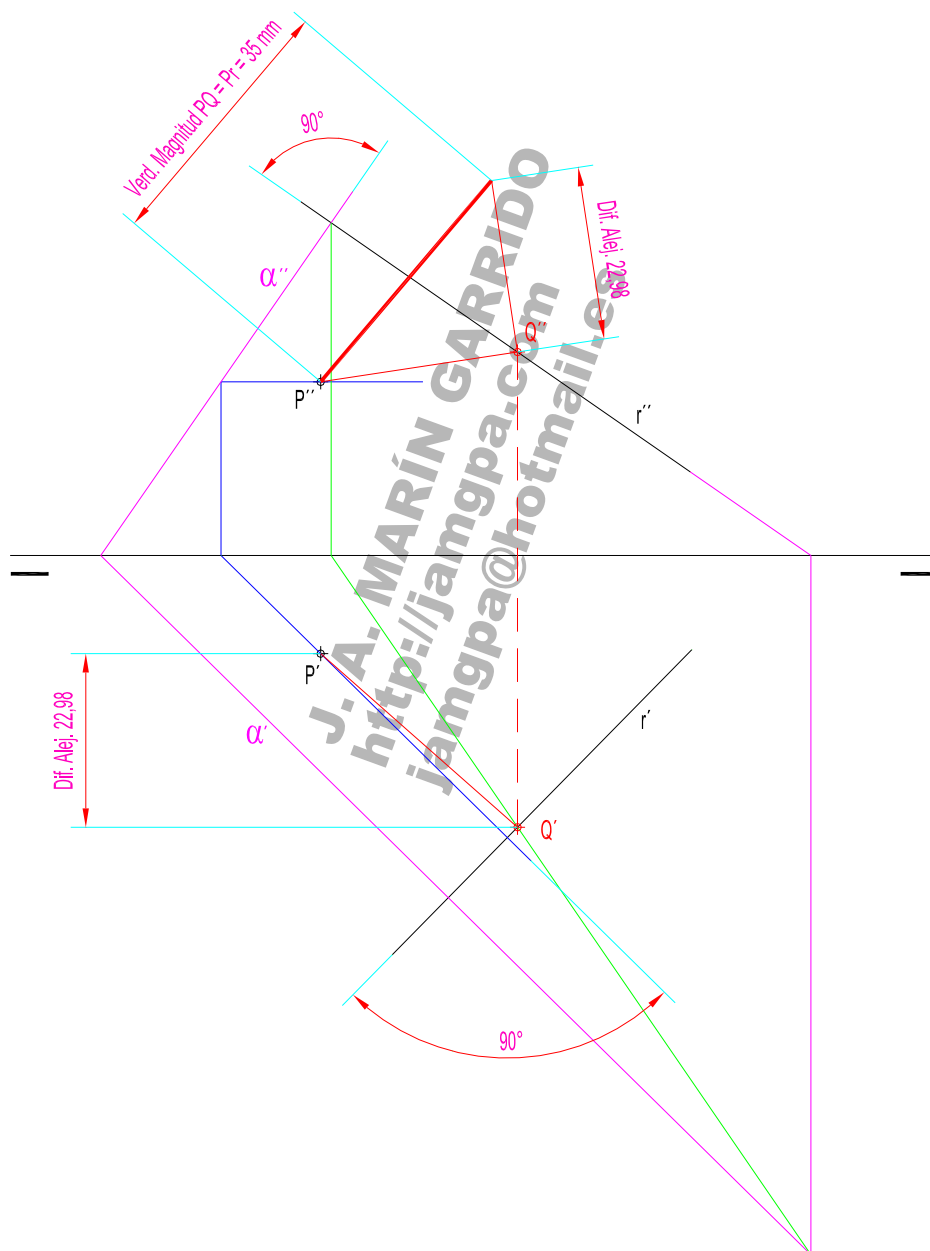 Verd. Magnitud PQ = Pr = 35 mm
90°
α´´
Dif. Alej. 22,98
Q´´
P´´
r´´
J. A. MARÍN GARRIDO
http://jamgpa.com
jamgpa@hotmail.es
P´
r´
α´
Dif. Alej. 22,98
Q´
90°